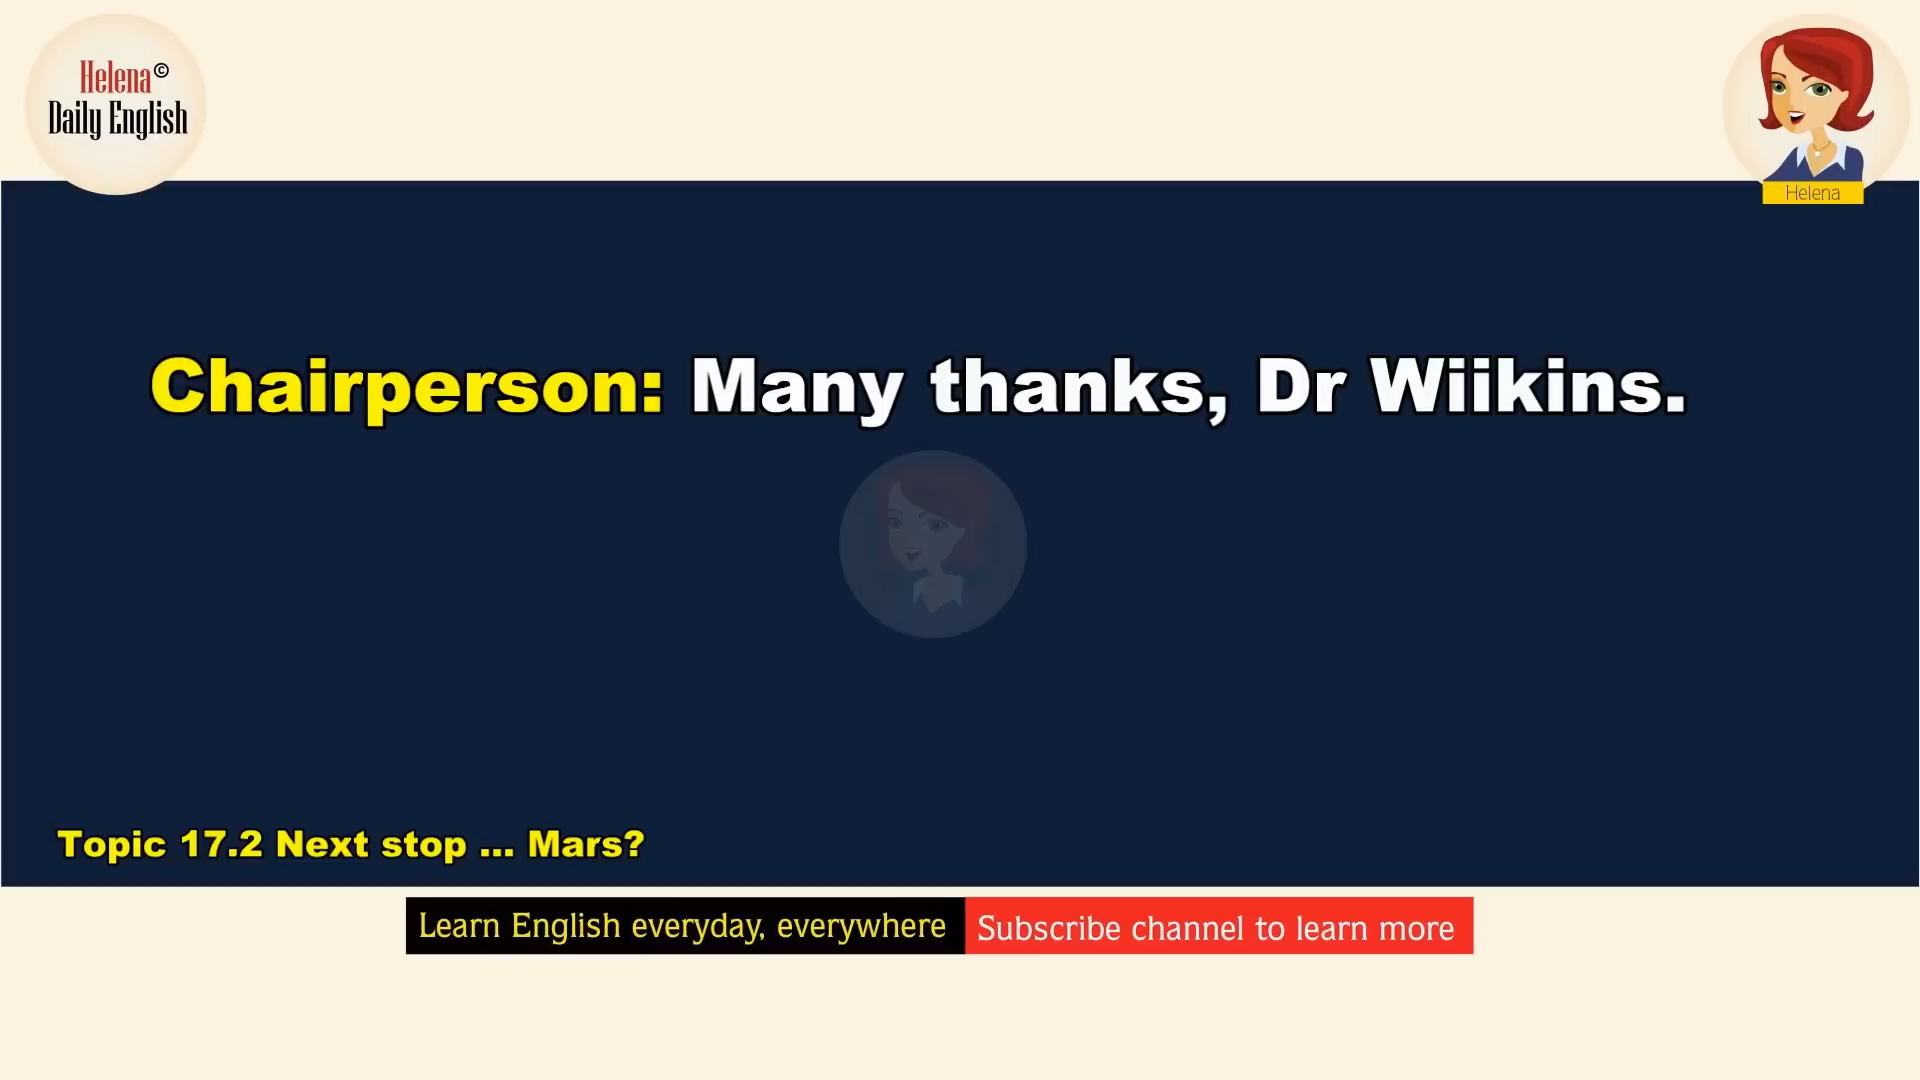 Helena©
Daily English
Helena
Chairperson: Many thanks, Dr Wiikins.
Topic 17.2 Next stop ... Mars?
Learn English everyday, everywhere
Subscribe channel to learn more